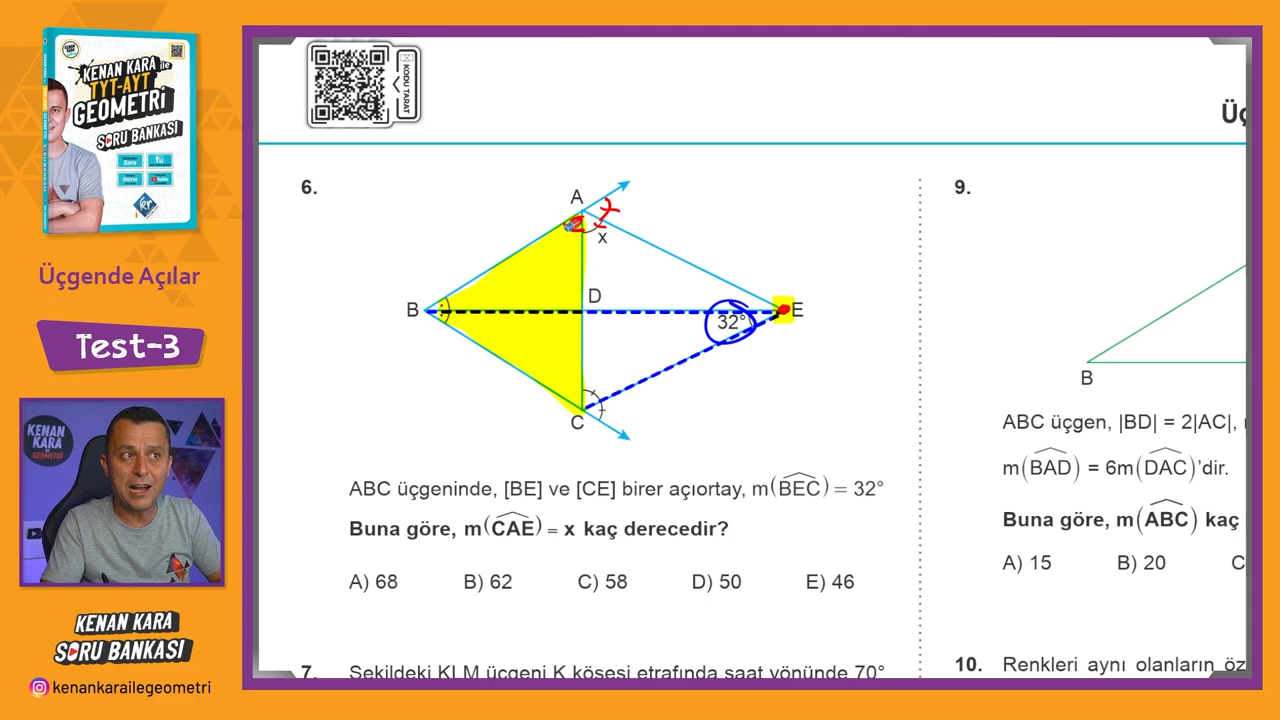 KENAN KARA ile
TYT-AYT
GEOMETRİ
SORU BANKASI
Üçgende Açılar
Test-3
KENAN
KARA
GEOMETRİ
KENAN KARA
SORU BANKASI
kenankarailegeometri
KODU TARAT
Üç
6.
A
x
x
B
D
E
32°
C
ABC üçgeninde, [BE] ve [CE] birer açıortay, m(BEC) = 32°
Buna göre, m(CAE) = x kaç derecedir?
A) 68 B) 62 C) 58 D) 50 E) 46
7. Şekildeki KLM üçgeni K köşesi etrafında saat yönünde 70°
9.
B
ABC üçgen, |BD| = 2|AC|,
m(BAD) = 6m(DAC)'dir.
Buna göre, m(ABC) kaç
A) 15 B) 20 C
10. Renkleri aynı olanların öz